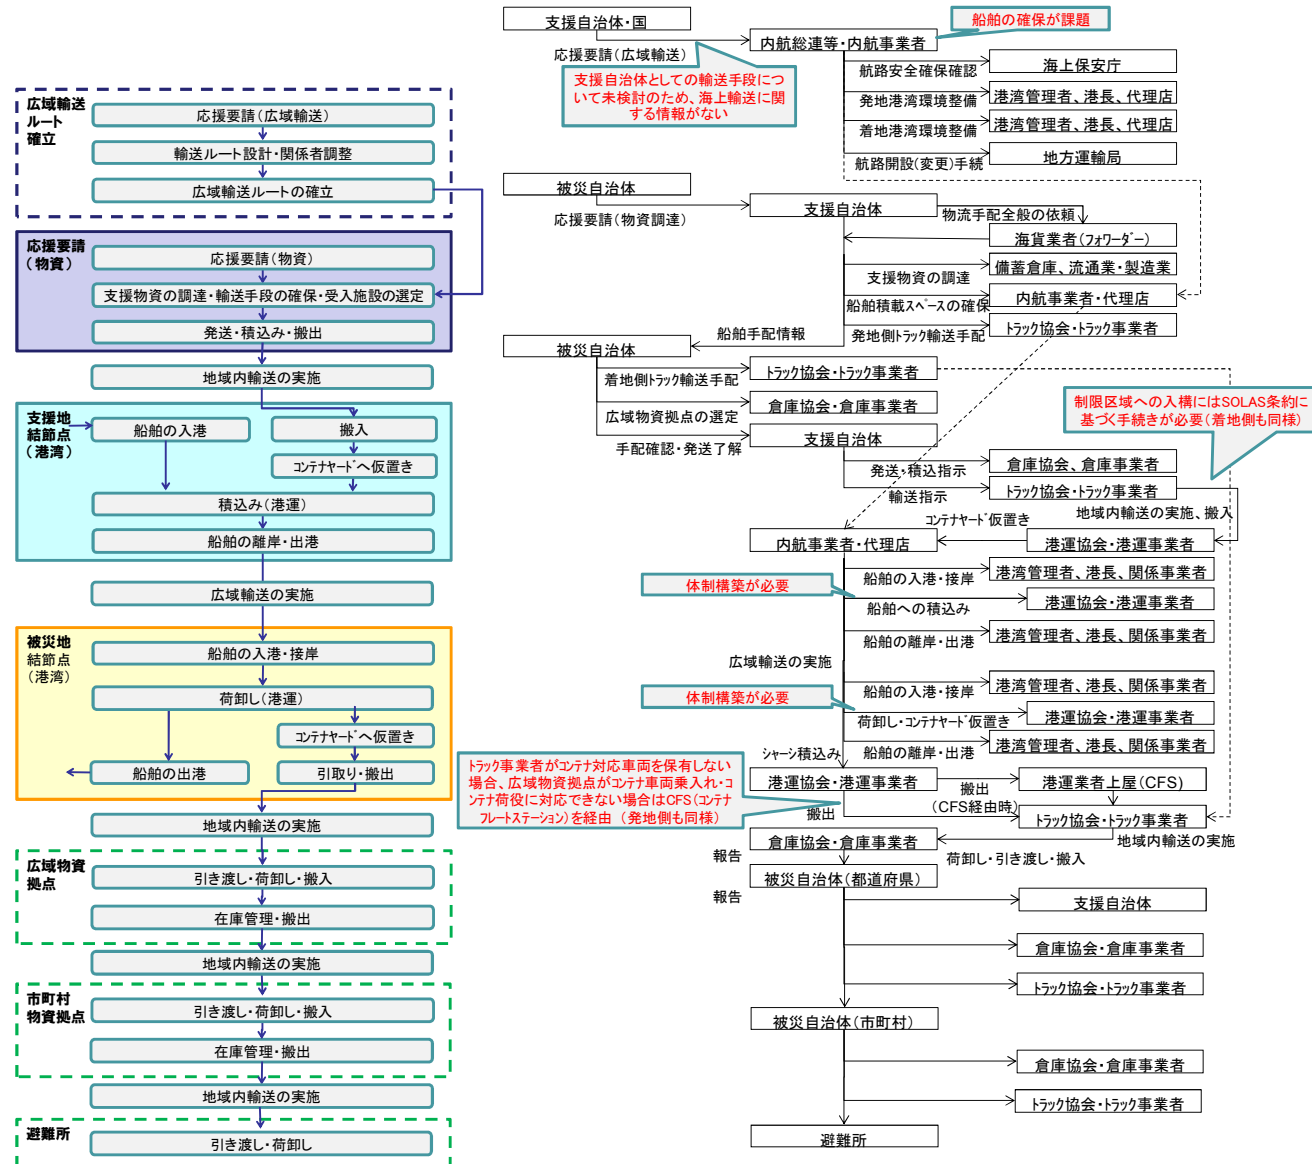 広域輸送
ルート
確立
応援要請(広域輸送)
輸送ルート設計・関係者調整
広域輸送ルートの確立
応援要請
(物資)
応援要請(物資)
支援物資の調達・輸送手段の確保・受入施設の選定
発送・積込み・搬出
地域内輸送の実施
支援地
結節点
(港湾)
船舶の入港
搬入
コンテナヤードへ仮置き
積込み(港運)
船舶の離岸・出港
広域輸送の実施
被災地
結節点
(港湾)
船舶の入港・接岸
荷卸し(港運)
コンテナヤードへ仮置き
船舶の出港
引取り・搬出
地域内輸送の実施
広域物資
拠点
引き渡し・荷卸し・搬入
在庫管理・搬出
地域内輸送の実施
市町村
物資拠点
引き渡し・荷卸し・搬入
在庫管理・搬出
地域内輸送の実施
避難所
引き渡し・荷卸し
支援自治体・国
船舶の確保が課題
内航総連等・内航事業者
応援要請(広域輸送)
支援自治体としての輸送手段につ
いて未検討のため、海上輸送に関
する情報がない
航路安全確保確認
海上保安庁
発地港湾環境整備
港湾管理者、港長、代理店
着地港湾環境整備
港湾管理者、港長、代理店
航路開設(変更)手続
地方運輸局
被災自治体
応援要請(物資調達)
支援自治体
物流手配全般の依頼
海貨業者(フォワーダー)
支援物資の調達
備蓄倉庫、流通業・製造業
船舶積載スペースの確保
内航事業者・代理店
発地側トラック輸送手配
トラック協会・トラック事業者
船舶手配情報
被災自治体
着地側トラック輸送手配
トラック協会・トラック事業者
広域物資拠点の選定
倉庫協会・倉庫事業者
手配確認・発送了解
支援自治体
制限区域への入構にはSOLAS条約に
基づく手続きが必要(着地側も同様)
発送・積込指示
倉庫協会、倉庫事業者
輸送指示
トラック協会・トラック事業者
地域内輸送の実施、搬入
コンテナヤード仮置き
内航事業者・代理店
港運協会・港運事業者
船舶の入港・接岸
港湾管理者、港長、関係事業者
体制構築が必要
船舶への積込み
港運協会・港運事業者
船舶の離岸・出港
港湾管理者、港長、関係事業者
広域輸送の実施
船舶の入港・接岸
港湾管理者、港長、関係事業者
体制構築が必要
荷卸し・コンテナヤード仮置き
港運協会・港運事業者
船舶の離岸・出港
港湾管理者、港長、関係事業者
シャーシ積込み
トラック事業者がコンテナ対応車両を保有しない
場合、広域物資拠点がコンテナ車両乗入れ・コ
ンテナ荷役に対応できない場合はCFS(コンテナ
フレートステーション)を経由 (発地側も同様)
港運協会・港運事業者
搬出
(CFS経由時)
港運業者上屋(CFS)
搬出
トラック協会・トラック事業者
地域内輸送の実施
倉庫協会・倉庫事業者
荷卸し・引き渡し・搬入
報告
被災自治体(都道府県)
報告
支援自治体
倉庫協会・倉庫事業者
トラック協会・トラック事業者
被災自治体(市町村)
倉庫協会・倉庫事業者
トラック協会・トラック事業者
避難所